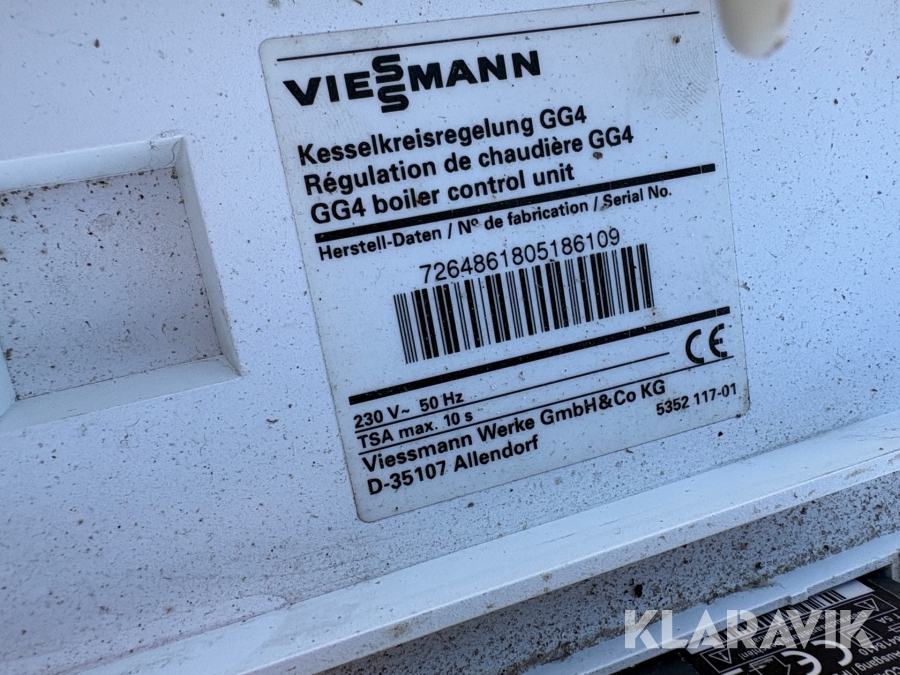 VIESSMANN
Kesselkreisregelung GG4
Régulation de chaudière GG4
GG4 boiler control unit
Herstell-Daten / Nº de fabrication / Serial No.
7264861805186109
CE
230 V~ 50 Hz
TSA max. 10 s
Viessmann Werke GmbH&Co KG
5352 117-01
D-35107 Allendorf
KLARAVIK